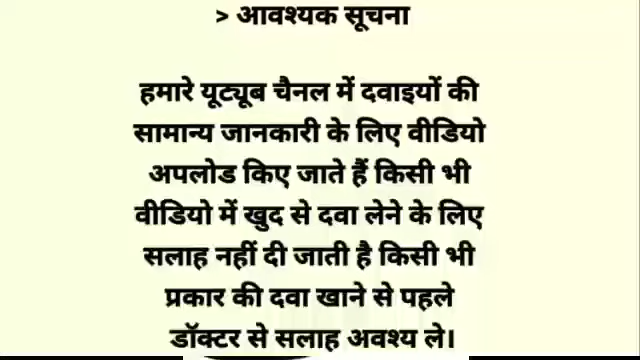 > आवश्यक सूचना
हमारे यूट्यूब चैनल में दवाइयों की
सामान्य जानकारी के लिए वीडियो
अपलोड किए जाते हैं किसी भी
वीडियो में खुद से दवा लेने के लिए
सलाह नहीं दी जाती है किसी भी
प्रकार की दवा खाने से पहले
डॉक्टर से सलाह अवश्य ले।